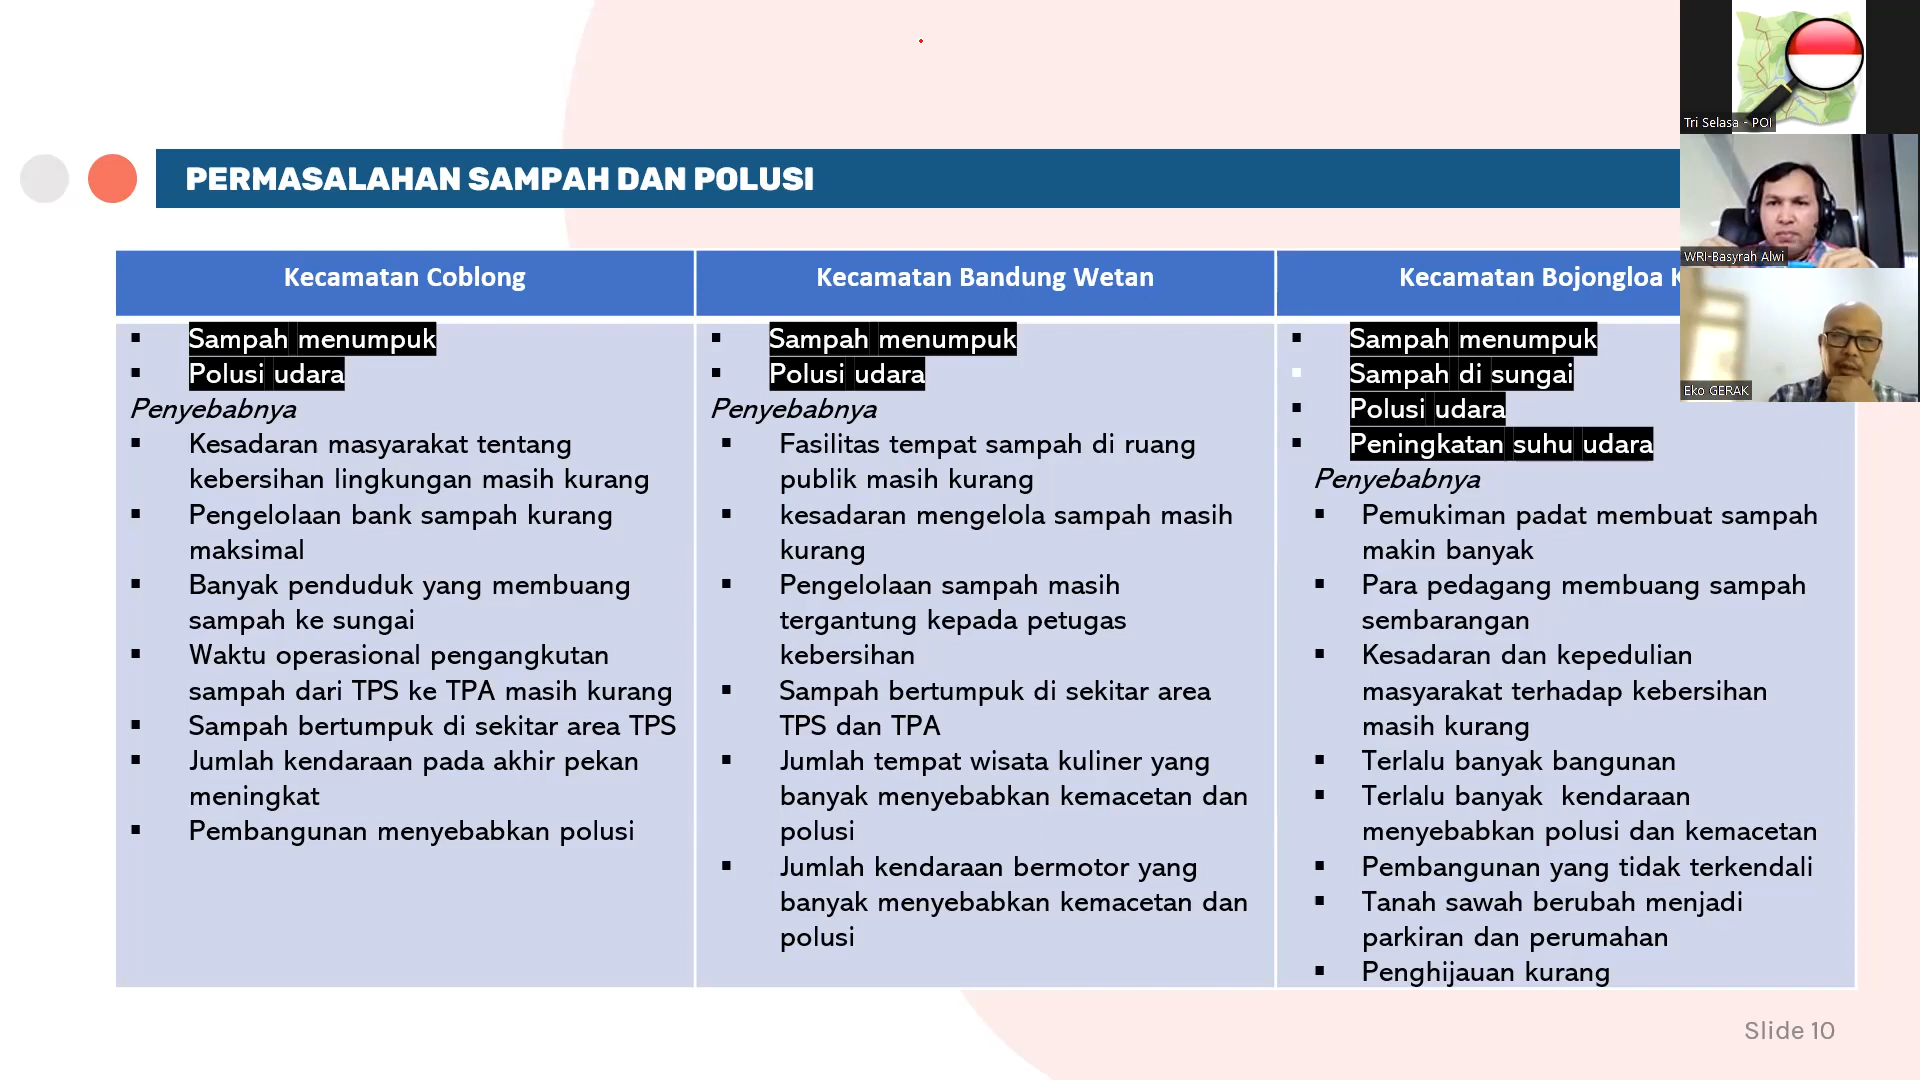 PERMASALAHAN SAMPAH DAN POLUSI
Kecamatan Coblong
Sampah menumpuk
Polusi udara
Penyebabnya
Kesadaran masyarakat tentang
kebersihan lingkungan masih kurang
Pengelolaan bank sampah kurang
maksimal
Banyak penduduk yang membuang
sampah ke sungai
Waktu operasional pengangkutan
sampah dari TPS ke TPA masih kurang
Sampah bertumpuk di sekitar area TPS
Jumlah kendaraan pada akhir pekan
meningkat
Pembangunan menyebabkan polusi
Kecamatan Bandung Wetan
Sampah menumpuk
Polusi udara
Penyebabnya
Fasilitas tempat sampah di ruang
publik masih kurang
kesadaran mengelola sampah masih
kurang
Pengelolaan sampah masih
tergantung kepada petugas
kebersihan
Sampah bertumpuk di sekitar area
TPS dan TPA
Jumlah tempat wisata kuliner yang
banyak menyebabkan kemacetan dan
polusi
Jumlah kendaraan bermotor yang
banyak menyebabkan kemacetan dan
polusi
Kecamatan Bojongloa
Sampah menumpuk
Sampah di sungai
Polusi udara
Peningkatan suhu udara
Penyebabnya
Pemukiman padat membuat sampah
makin banyak
Para pedagang membuang sampah
sembarangan
Kesadaran dan kepedulian
masyarakat terhadap kebersihan
masih kurang
Terlalu banyak bangunan
Terlalu banyak kendaraan
menyebabkan polusi dan kemacetan
Pembangunan yang tidak terkendali
Tanah sawah berubah menjadi
parkiran dan perumahan
Penghijauan kurang
Slide 10
Tri Selasa - POI
WRI-Basyrah Alwi
Eko GERAK